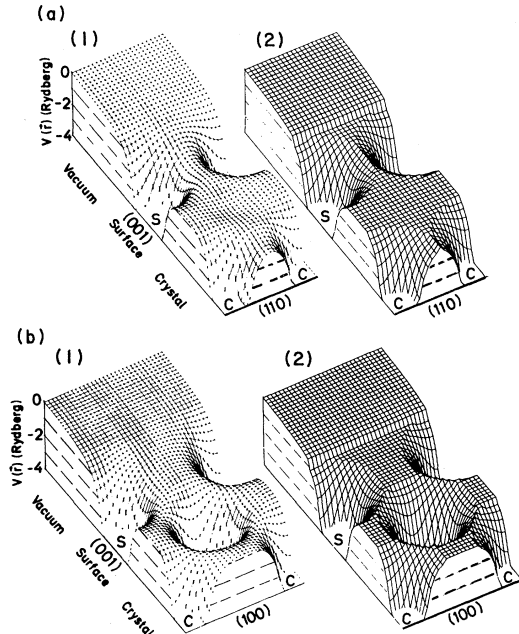 (a)
(1)
(2)
0
-2
-4
V(r⃗) (Rydberg)
Vacuum
Surface
(001)
Crystal
S
C
C
(110)
S
C
C
(110)
(b)
(1)
(2)
0
-2
-4
V(r⃗) (Rydberg)
Vacuum
Surface
(001)
Crystal
S
C
C
(100)
S
C
C
(100)